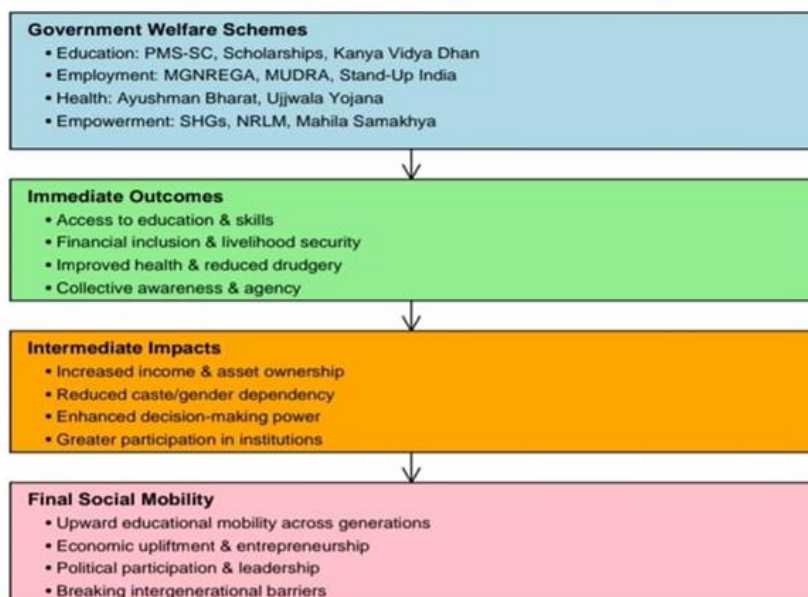 Government Welfare Schemes
• Education: PMS-SC, Scholarships, Kanya Vidya Dhan
• Employment: MGNREGA, MUDRA, Stand-Up India
• Health: Ayushman Bharat, Ujjwala Yojana
• Empowerment: SHGs, NRLM, Mahila Samakhya
Immediate Outcomes
• Access to education & skills
• Financial inclusion & livelihood security
• Improved health & reduced drudgery
• Collective awareness & agency
Intermediate Impacts
• Increased income & asset ownership
• Reduced caste/gender dependency
• Enhanced decision-making power
• Greater participation in institutions
Final Social Mobility
• Upward educational mobility across generations
• Economic upliftment & entrepreneurship
• Political participation & leadership
• Breaking intergenerational barriers